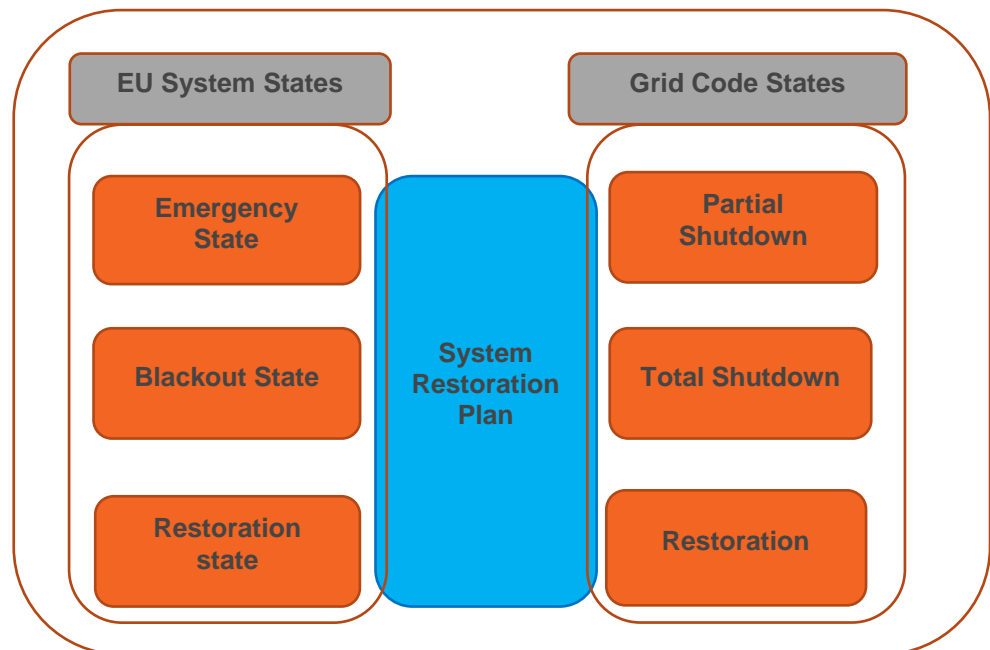 EU System States
Grid Code States
Emergency
State
Partial
Shutdown
Blackout State
System
Restoration
Plan
Total Shutdown
Restoration
state
Restoration